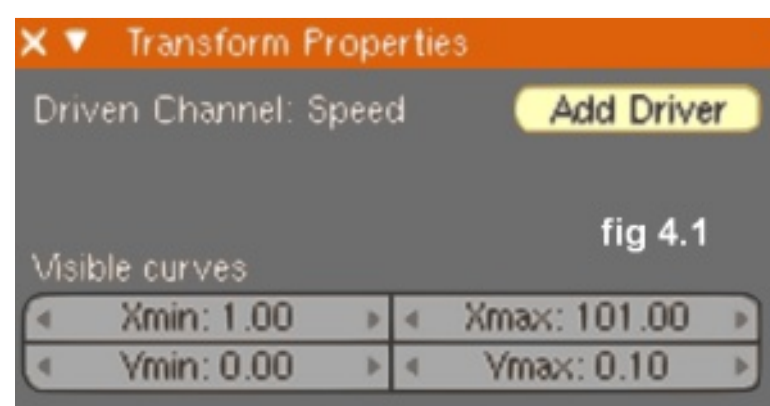 Transform Properties
Driven Channel: Speed Add Driver
fig 4.1
Visible curves
Xmin: 1.00 Xmax: 101.00
Ymin: 0.00 Ymax: 0.10